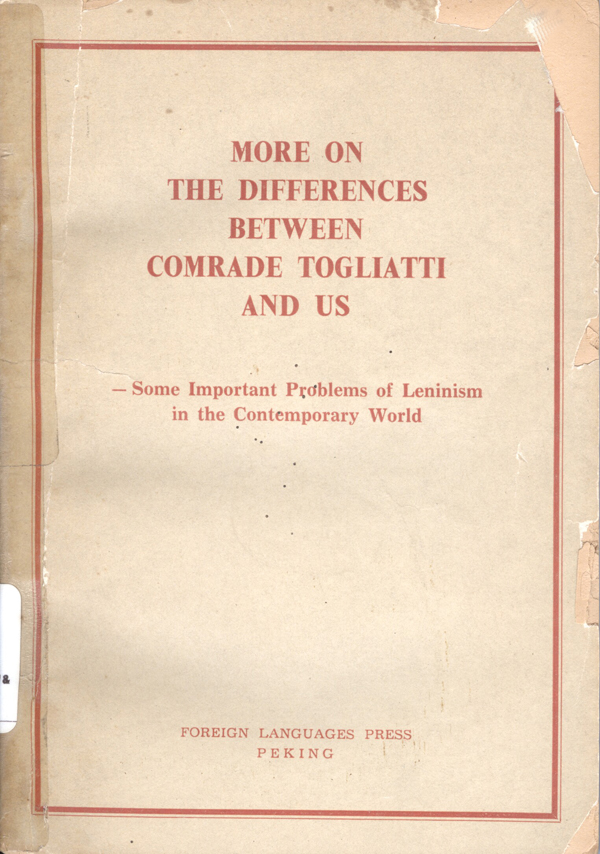 MORE ON
THE DIFFERENCES
BETWEEN
COMRADE TOGLIATTI
AND US
— Some Important Problems of Leninism
in the Contemporary World
&
FOREIGN LANGUAGES PRESS
PEKING